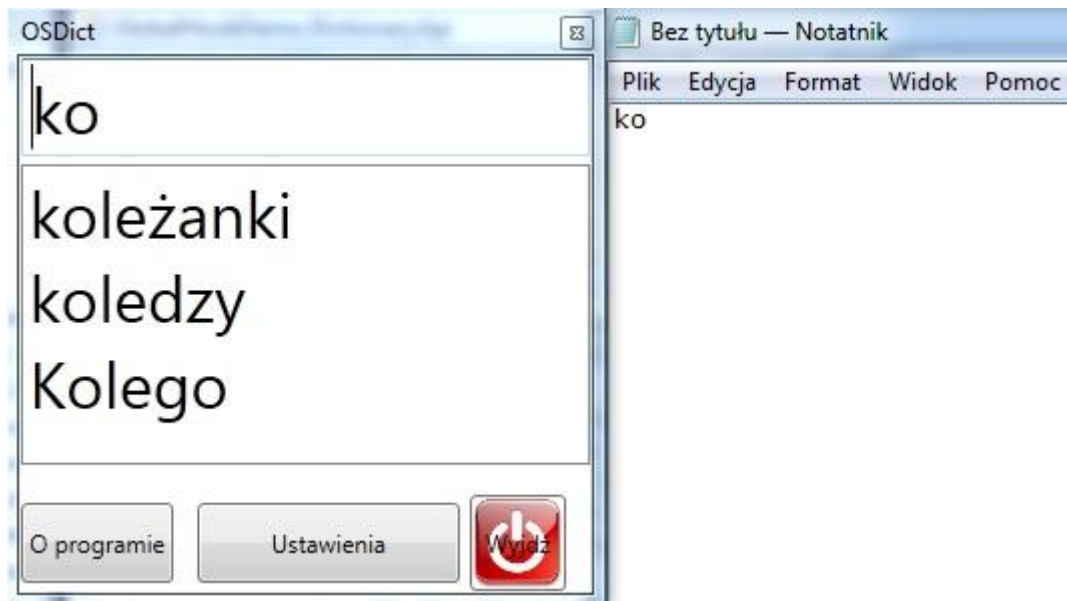 OSDict
ko
koleżanki
koledzy
Kolego
O programie
Ustawienia
Wyjdź
Bez tytułu — Notatnik
Plik Edycja Format Widok Pomoc
ko